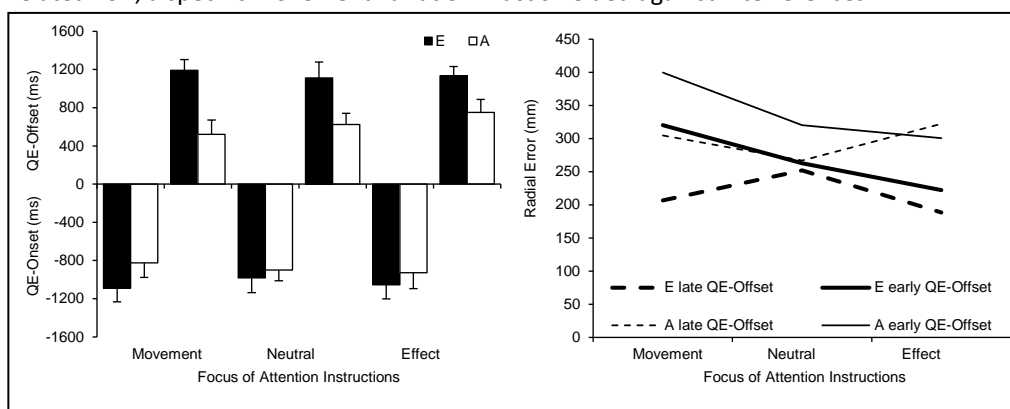 1600
1200
800
400
0
-400
-800
-1200
-1600
QE-Offset (ms)
QE-Onset (ms)
E A
Movement Neutral Effect
Focus of Attention Instructions
450
400
350
300
250
200
150
100
50
0
Radial Error (mm)
E late QE-Offset E early QE-Offset
A late QE-Offset A early QE-Offset
Movement Neutral Effect
Focus of Attention Instructions